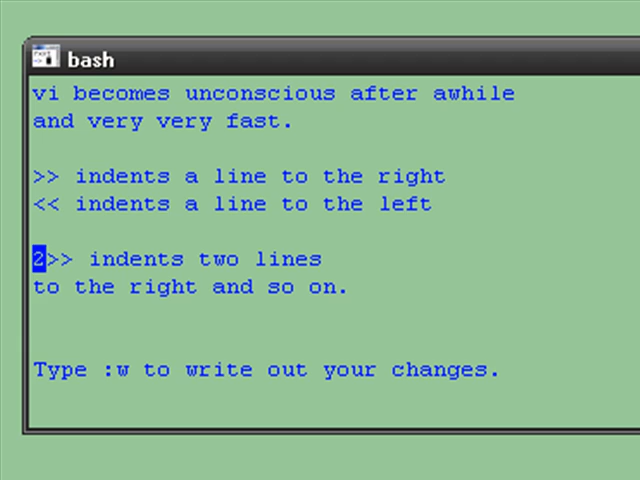 bash
vi becomes unconscious after awhile
and very very fast.
>> indents a line to the right
<< indents a line to the left
2>> indents two lines
to the right and so on.
Type :w to write out your changes.